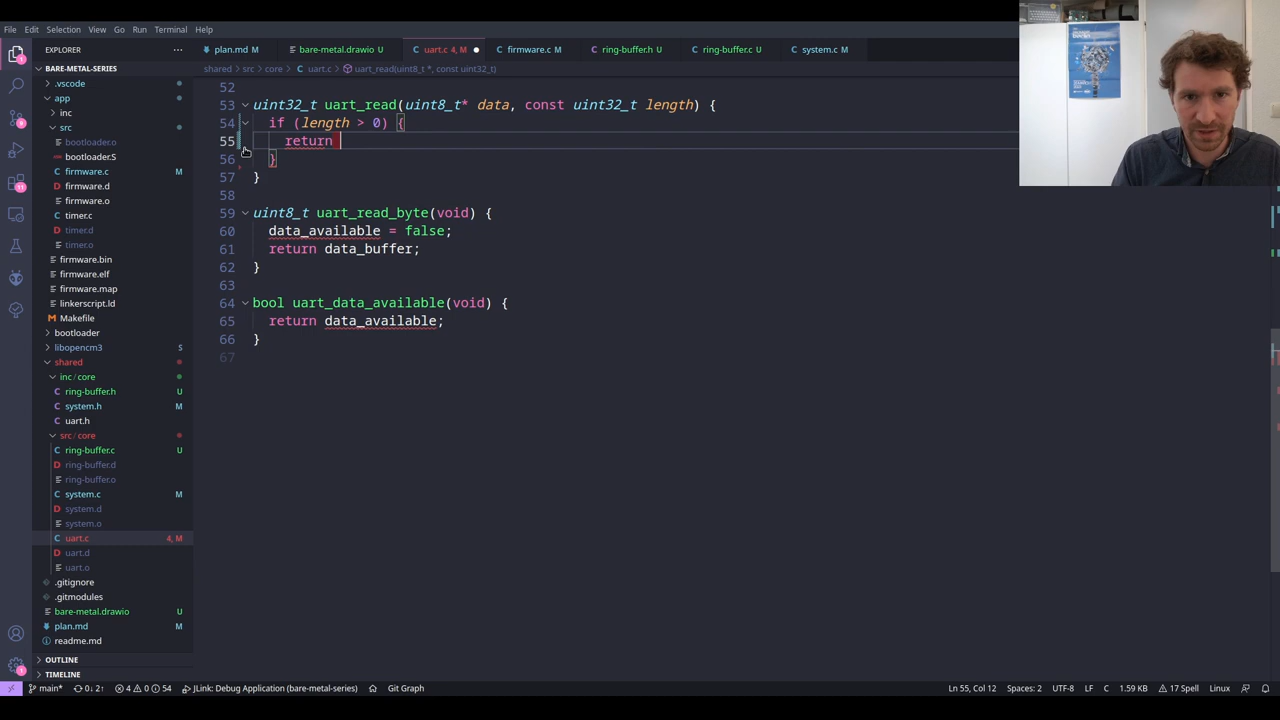 File Edit Selection View Go Run Terminal Help
EXPLORER
plan.md M
bare-metal.drawio U
uart.c 4, M
firmware.c M
ring-buffer.h U
ring-buffer.c U
system.c M
BARE-METAL-SERIES
shared > src > core > uart.c > uart_read(uint8_t *, const uint32_t)
.vscode
app
inc
src
bootloader.o
bootloader.S
firmware.c M
firmware.d
firmware.o
timer.c
timer.d
timer.o
firmware.bin
firmware.elf
firmware.map
linkerscript.ld
Makefile
bootloader
libopencm3 S
shared
inc/core
ring-buffer.h U
system.h M
uart.h
src/core
ring-buffer.c U
ring-buffer.d
ring-buffer.o
system.c M
system.d
system.o
uart.c 4, M
uart.d
uart.o
.gitignore
.gitmodules
bare-metal.drawio U
plan.md M
readme.md
OUTLINE
TIMELINE
52
53 uint32_t uart_read(uint8_t* data, const uint32_t length) {
54 if (length > 0) {
55 return
56 }
57 }
58
59 uint8_t uart_read_byte(void) {
60 data_available = false;
61 return data_buffer;
62 }
63
64 bool uart_data_available(void) {
65 return data_available;
66 }
67
main* 0↓ 2↑ 4 0 54 JLink: Debug Application (bare-metal-series) Git Graph Ln 55, Col 12 Spaces: 2 UTF-8 LF C 1.59 KB 17 Spell Linux